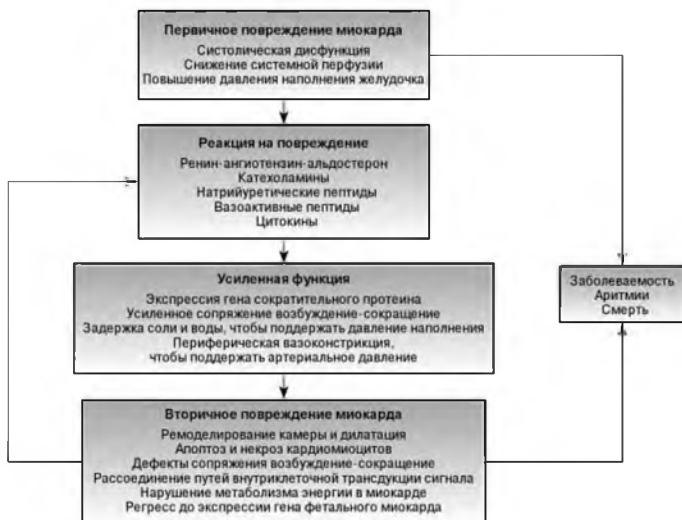 Первичное повреждение миокарда
Систолическая дисфункция
Снижение системной перфузии
Повышение давления наполнения желудочка
Реакция на повреждение
Ренин-ангиотензин-альдостерон
Катехоламины
Натрийуретические пептиды
Вазоактивные пептиды
Цитокины
Усиленная функция
Экспрессия гена сократительного протеина
Усиленное сопряжение возбуждение-сокращение
Задержка соли и воды, чтобы поддержать давление наполнения
Периферическая вазоконстрикция,
чтобы поддержать артериальное давление
Заболеваемость
Аритмии
Смерть
Вторичное повреждение миокарда
Ремоделирование камеры и дилатация
Апоптоз и некроз кардиомиоцитов
Дефекты сопряжения возбуждение-сокращение
Рассоединение путей внутриклеточной трансдукции сигнала
Нарушение метаболизма энергии в миокарде
Регресс до экспрессии гена фетального миокарда